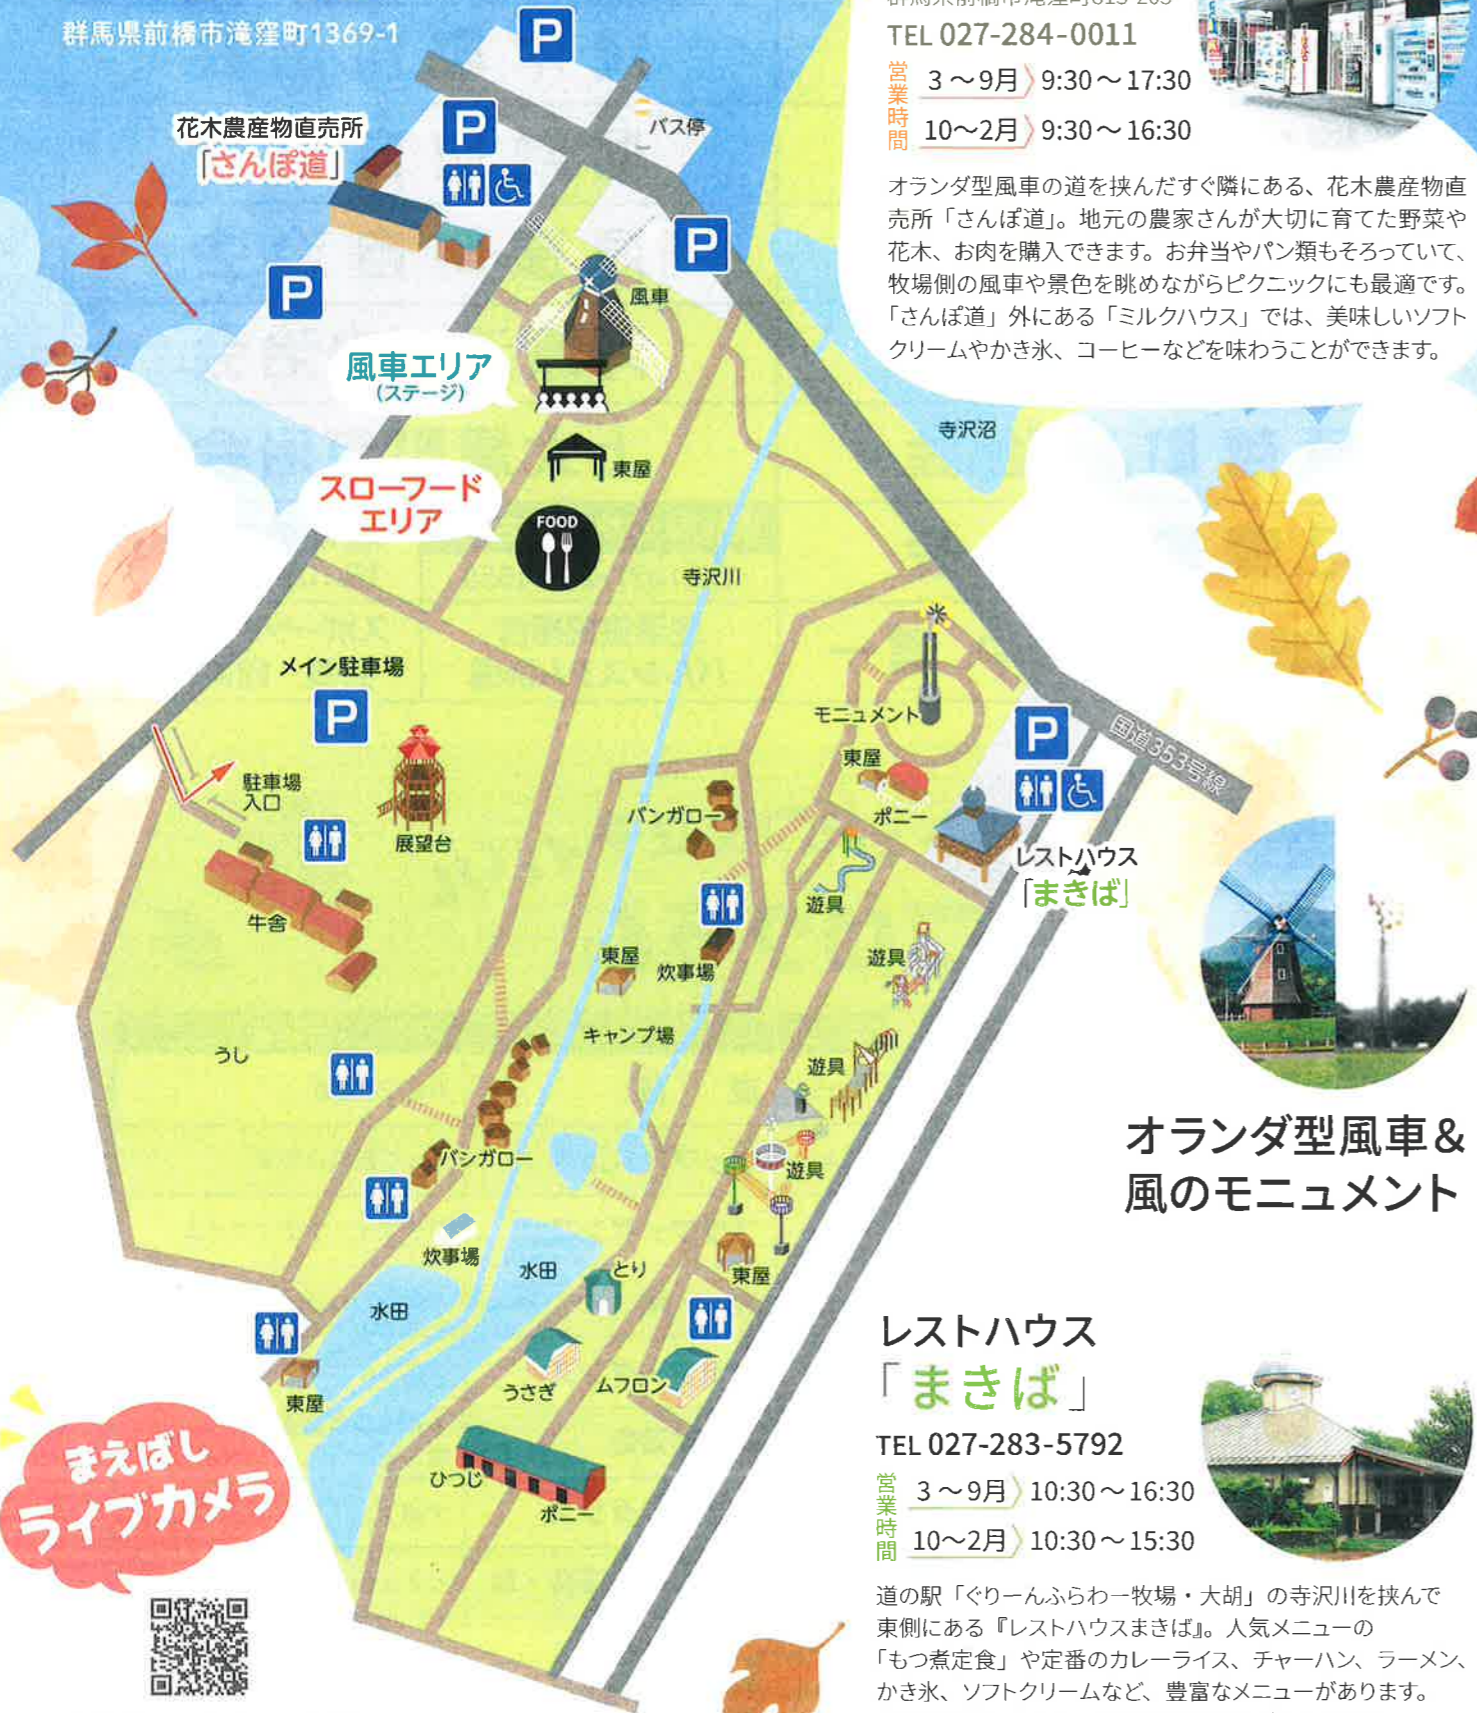 群馬県前橋市滝窪町1369-1
TEL 027-284-0011
営業時間
3～9月 9:30～17:30
10～2月 9:30～16:30
オランダ型風車の道を挟んだすぐ隣にある、花木農産物直
売所「さんぽ道」。地元の農家さんが大切に育てた野菜や
花木、お肉を購入できます。お弁当やパン類もそろっていて、
牧場側の風車や景色を眺めながらピクニックにも最適です。
「さんぽ道」外にある「ミルクハウス」では、美味しいソフト
クリームやかき氷、コーヒーなどを味わうことができます。
P
P
バス停
花木農産物直売所
「さんぽ道」
P
P
風車
風車エリア
(ステージ)
寺沢沼
東屋
スローフード
エリア
FOOD
寺沢川
メイン駐車場
P
モニュメント
P
国道353号線
東屋
駐車場
入口
展望台
バンガロー
ポニー
レストハウス
「まきば」
遊具
牛舎
東屋
炊事場
遊具
キャンプ場
うし
遊具
バンガロー
遊具
炊事場
水田
とり
東屋
水田
うさぎ
ムフロン
東屋
ひつじ
ポニー
まえばし
ライブカメラ
オランダ型風車＆
風のモニュメント
レストハウス
「まきば」
TEL 027-283-5792
営業時間
3～9月 10:30～16:30
10～2月 10:30～15:30
道の駅「ぐりーんふらわー牧場・大胡」の寺沢川を挟んで
東側にある『レストハウスまきば』。人気メニューの
「もつ煮定食」や定番のカレーライス、チャーハン、ラーメン、
かき氷、ソフトクリームなど、豊富なメニューがあります。